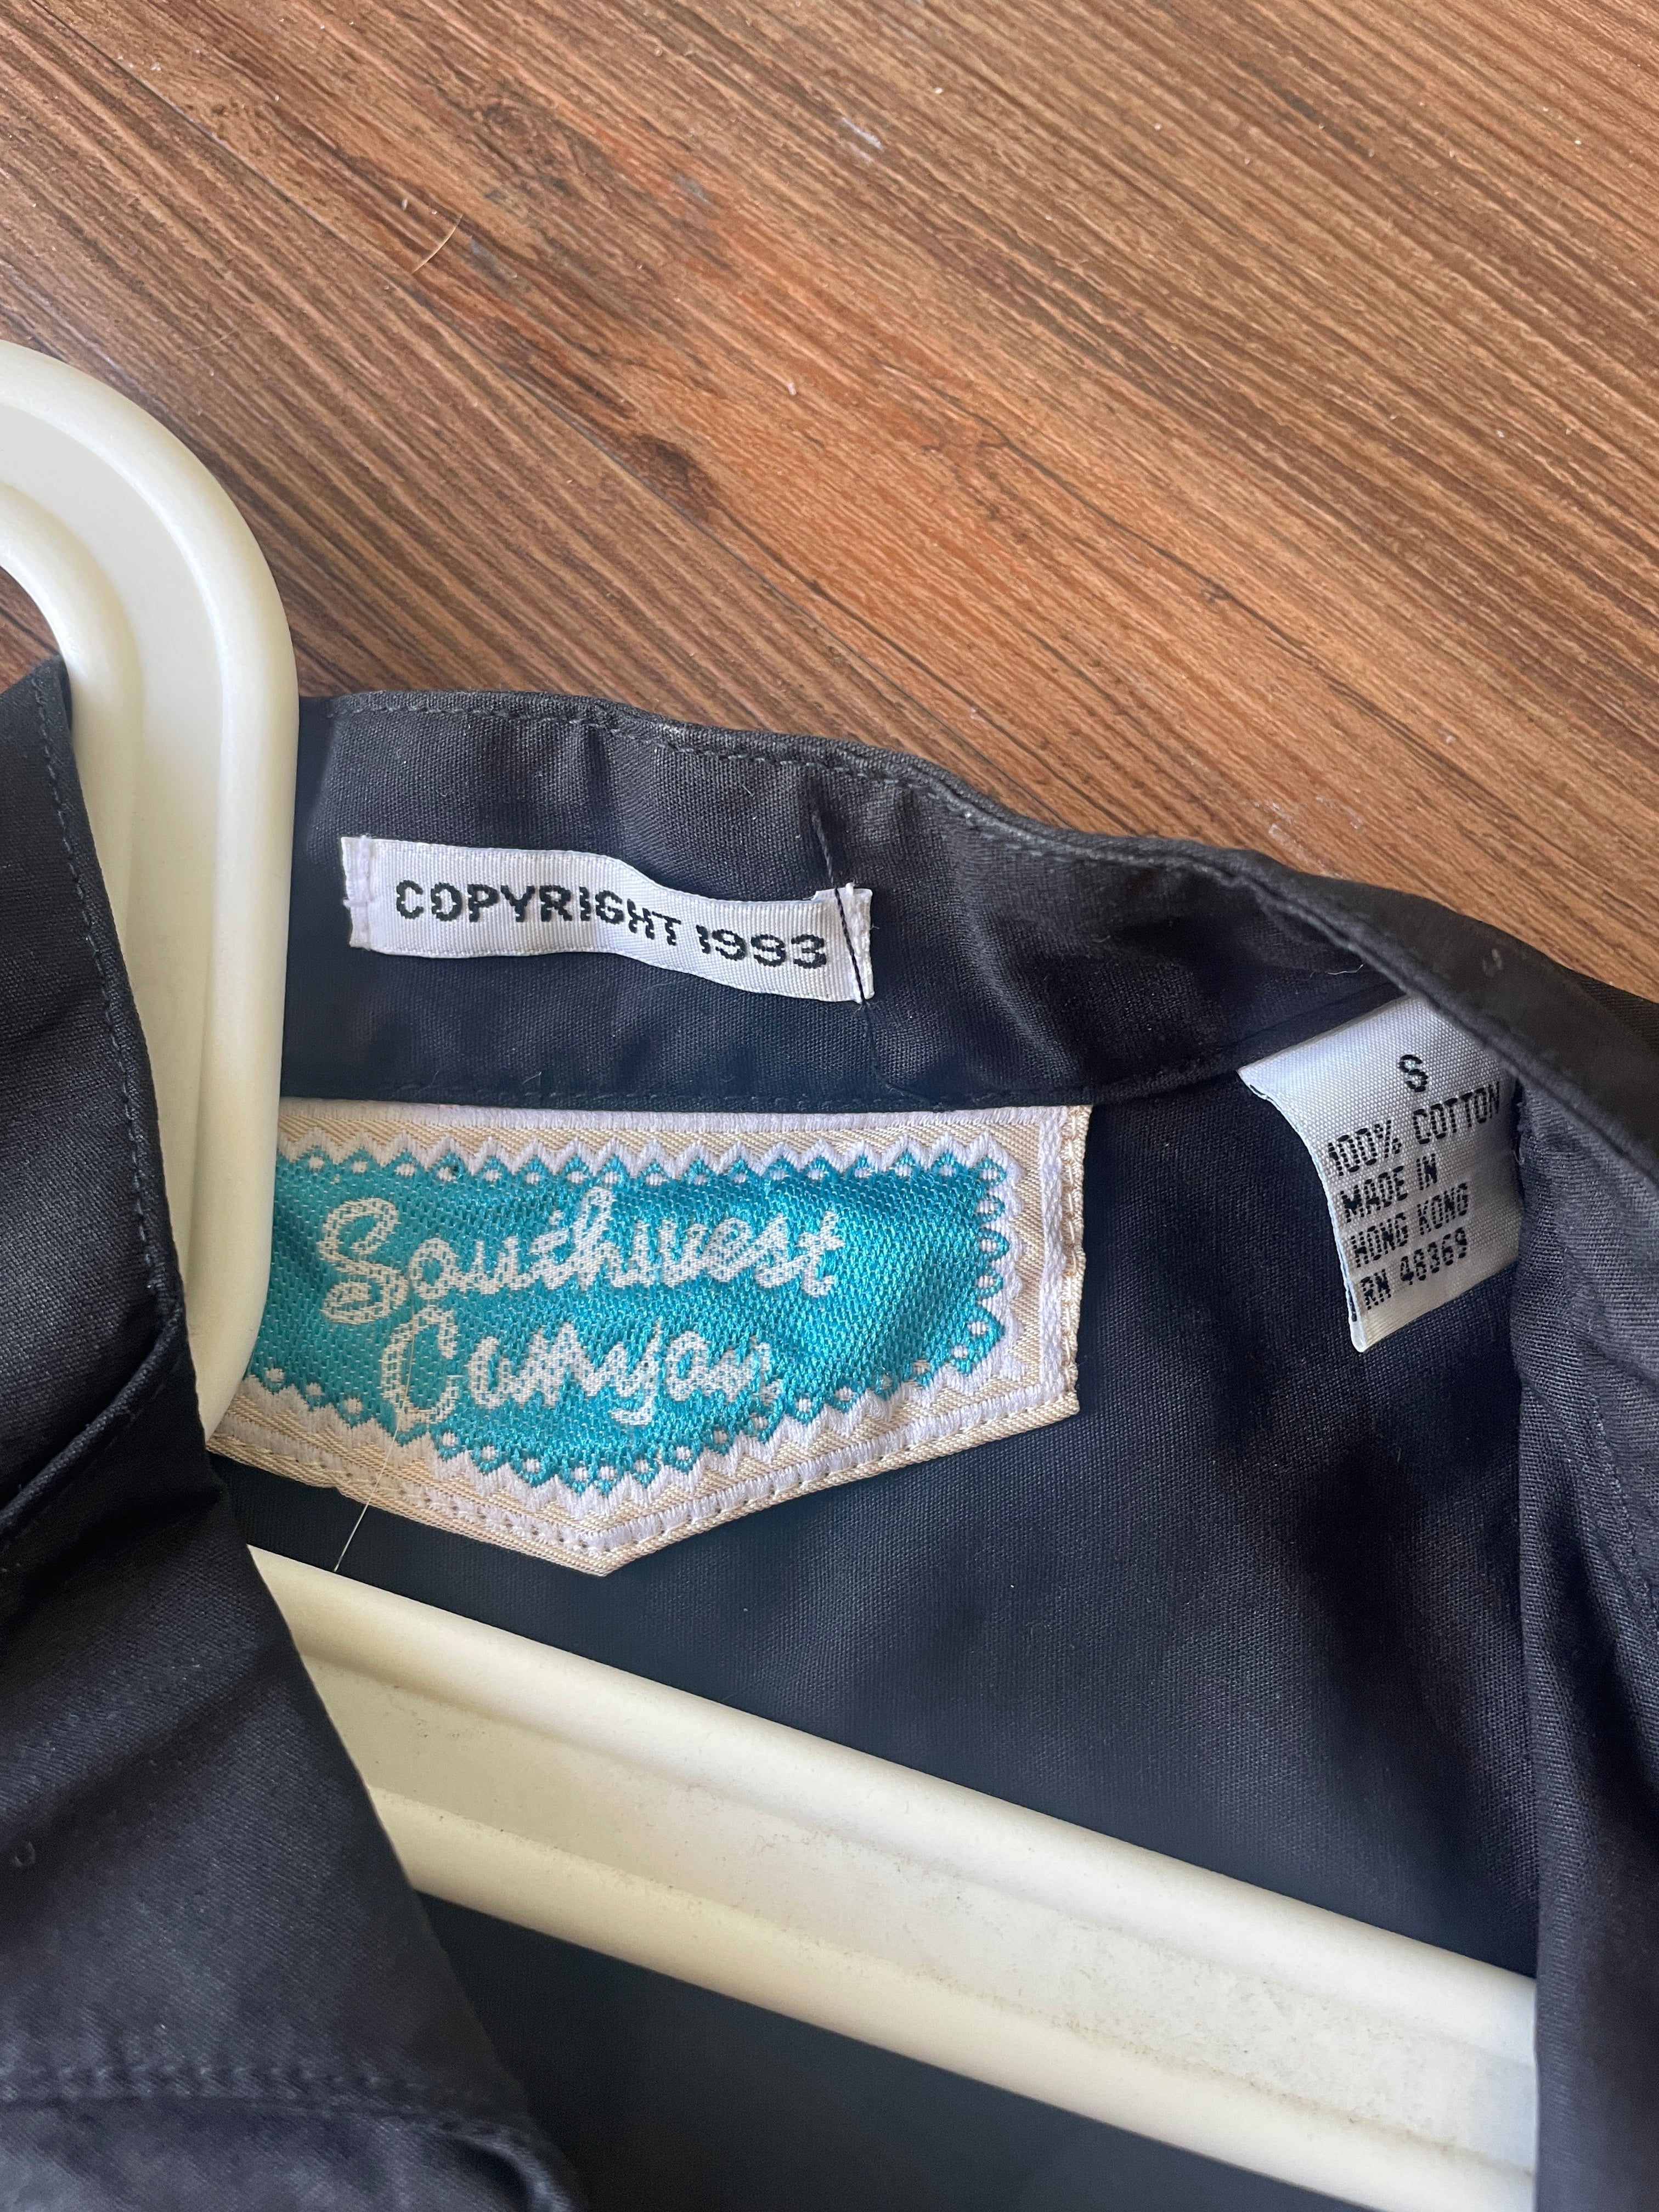 COPYRIGHT 1993
Southwest
Canyon
S
100% COTTON
MADE IN
HONG KONG
RN 48369